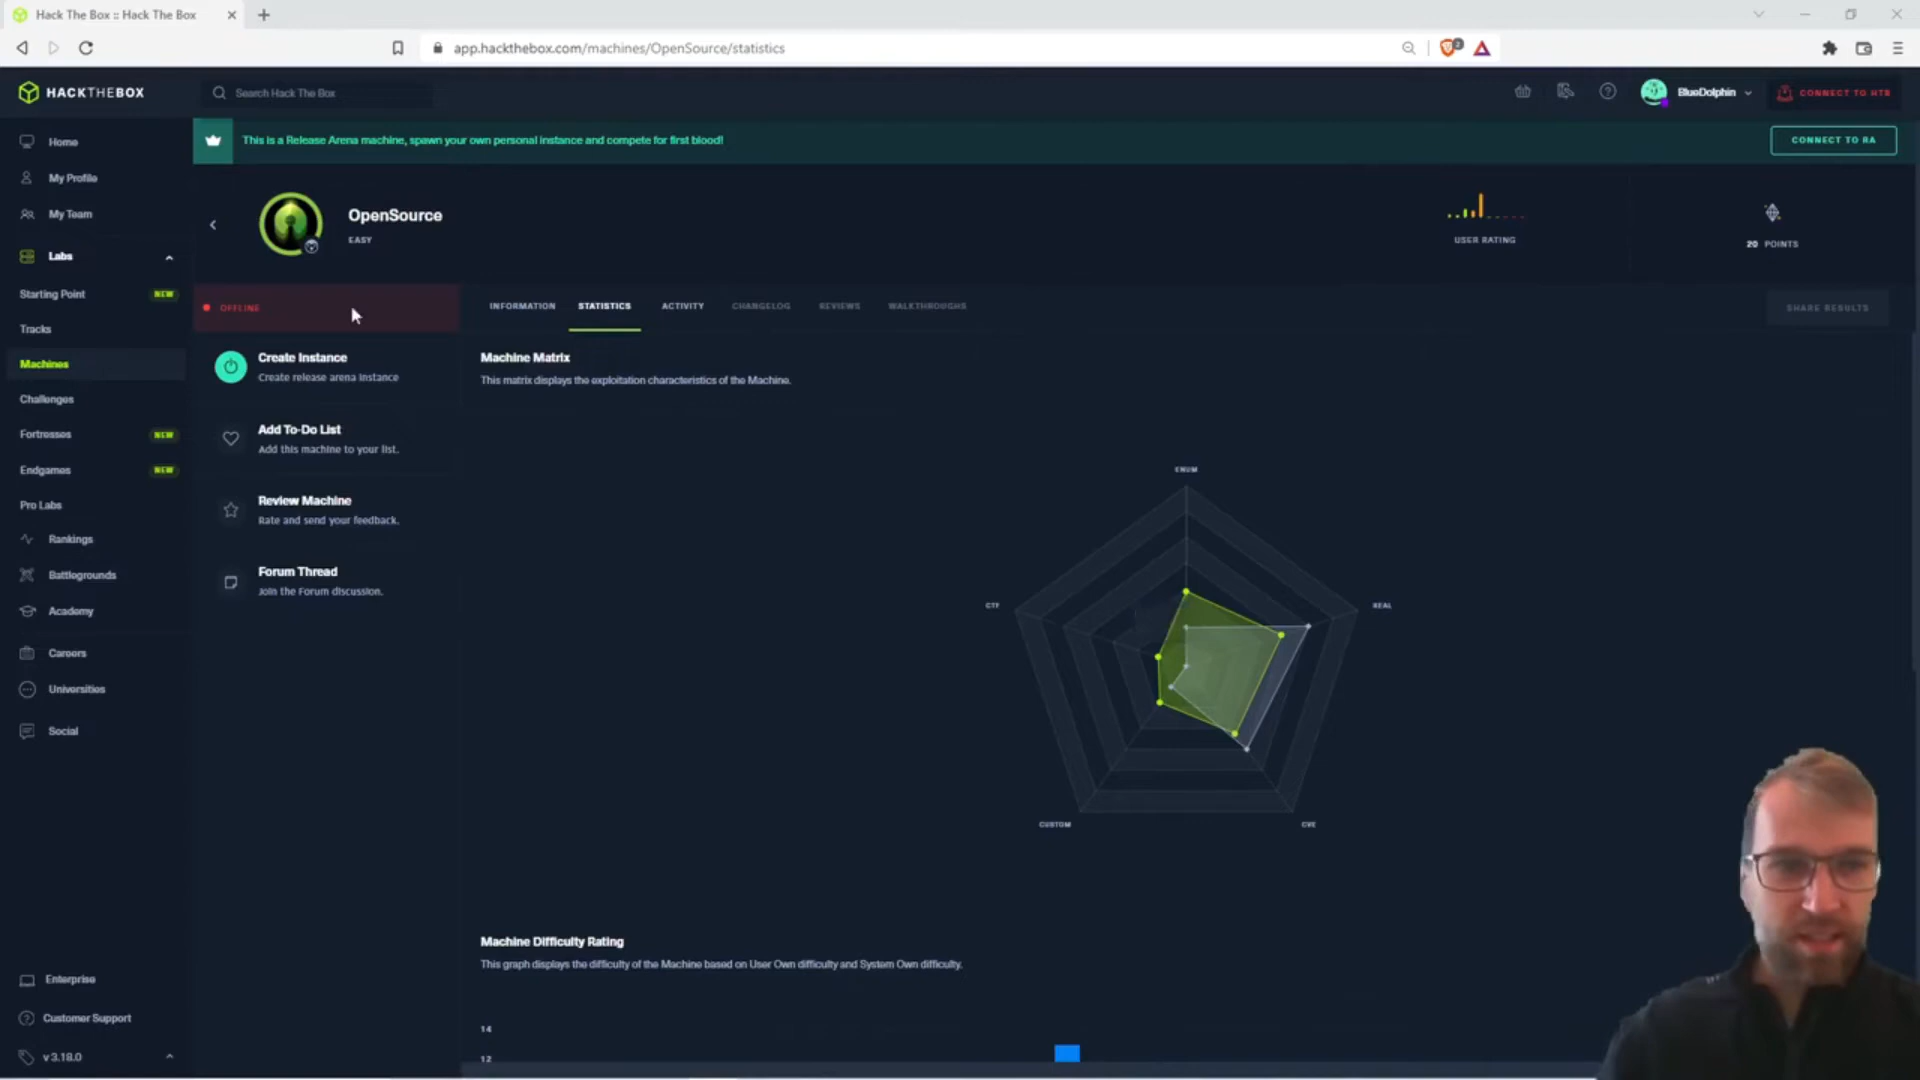 Hack The Box :: Hack The Box
app.hackthebox.com/machines/OpenSource/statistics
2
HACKTHEBOX
Search Hack The Box
BlueDolphin
CONNECT TO HTB
Home
My Profile
My Team
Labs
Starting Point NEW
Tracks
Machines
Challenges
Fortresses NEW
Endgames NEW
Pro Labs
Rankings
Battlegrounds
Academy
Careers
Universities
Social
Enterprise
Customer Support
v 3.18.0
This is a Release Arena machine, spawn your own personal instance and compete for first blood!
CONNECT TO RA
OpenSource
EASY
USER RATING
20 POINTS
OFFLINE
Create Instance
Create release arena instance
Add To-Do List
Add this machine to your list.
Review Machine
Rate and send your feedback.
Forum Thread
Join the Forum discussion.
INFORMATION STATISTICS ACTIVITY CHANGELOG REVIEWS WALKTHROUGHS
SHARE RESULTS
Machine Matrix
This matrix displays the exploitation characteristics of the Machine.
ENUM
CTF
REAL
CUSTOM
CVE
Machine Difficulty Rating
This graph displays the difficulty of the Machine based on User Own difficulty and System Own difficulty.
14
12